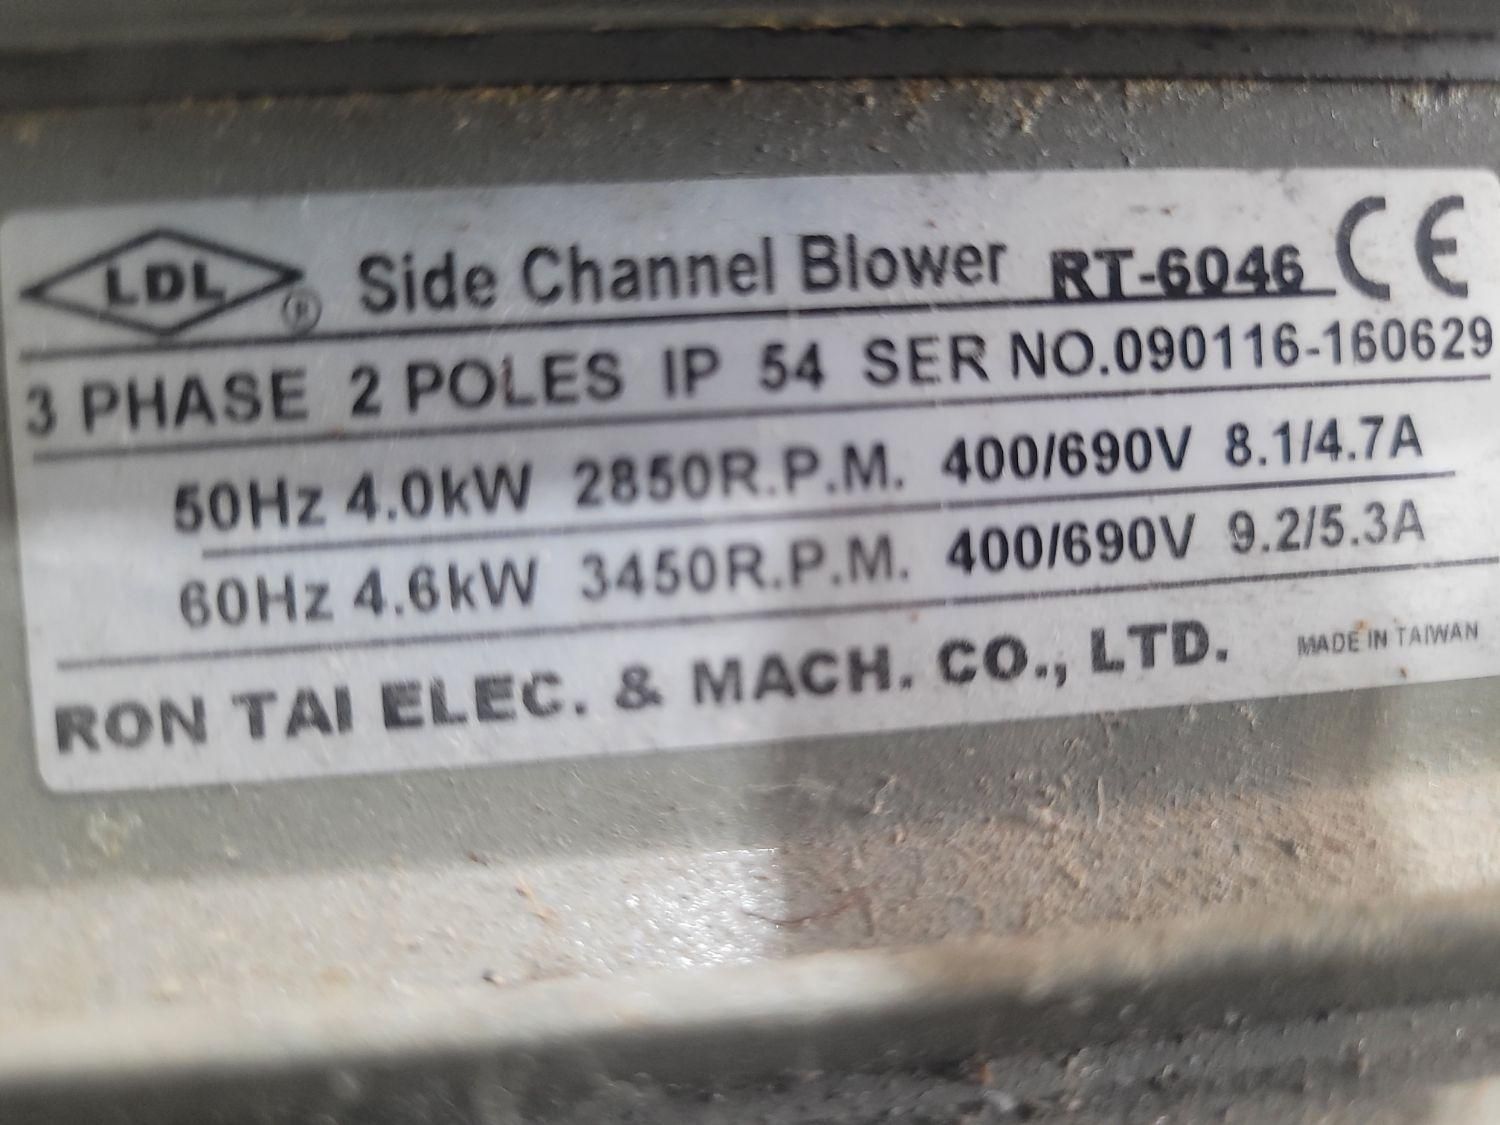 LDL ® Side Channel Blower RT-6046 CE
3 PHASE 2 POLES IP 54 SER NO.090116-160629
50Hz 4.0kW 2850R.P.M. 400/690V 8.1/4.7A
60Hz 4.6kW 3450R.P.M. 400/690V 9.2/5.3A
RON TAI ELEC. & MACH. CO., LTD. MADE IN TAIWAN